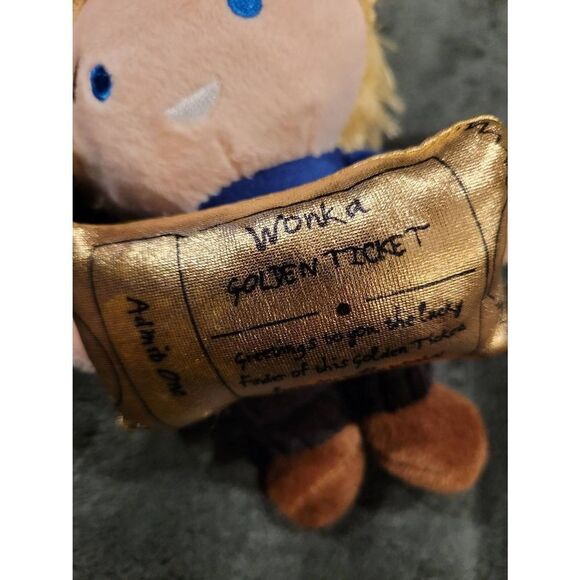 Admit One
Wonka
GOLDEN TICKET
Greetings to you, the lucky
finder of this Golden Ticket